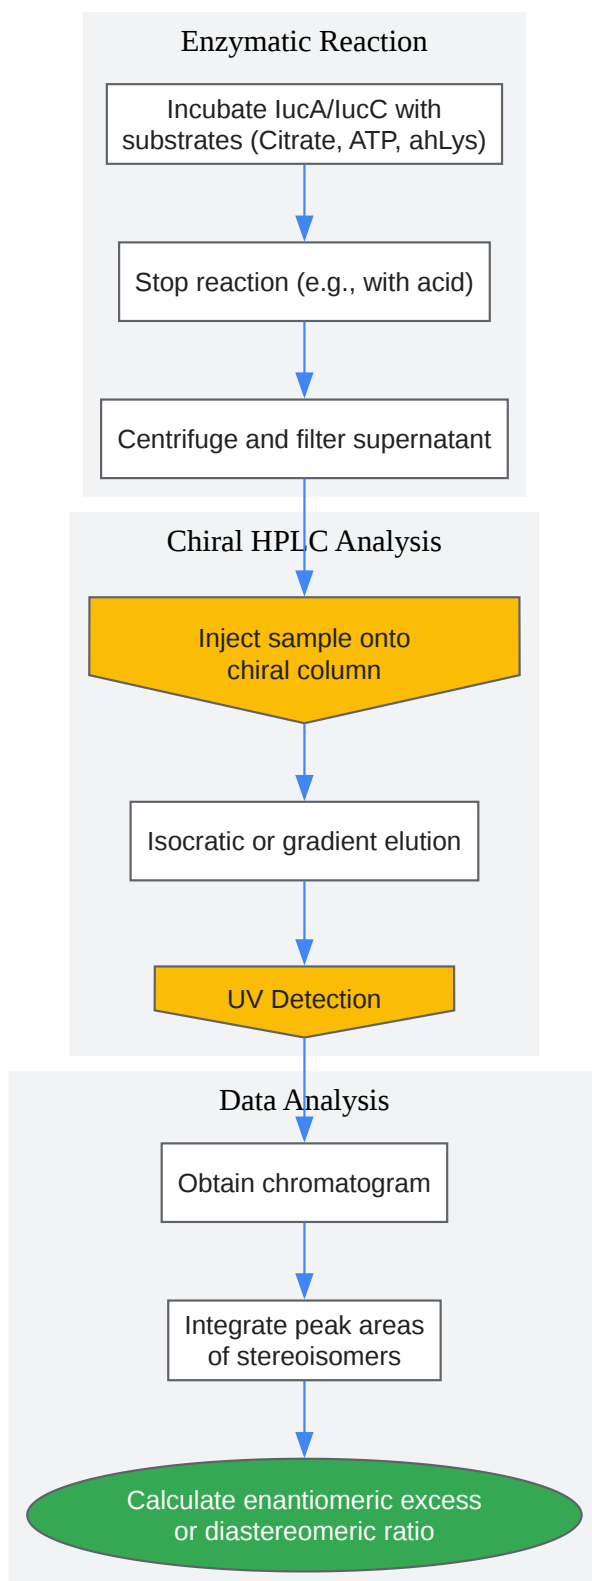 Enzymatic Reaction
Incubate IucA/IucC with
substrates (Citrate, ATP, ahLys)
Stop reaction (e.g., with acid)
Centrifuge and filter supernatant
Chiral HPLC Analysis
Inject sample onto
chiral column
Isocratic or gradient elution
UV Detection
Data Analysis
Obtain chromatogram
Integrate peak areas
of stereoisomers
Calculate enantiomeric excess
or diastereomeric ratio